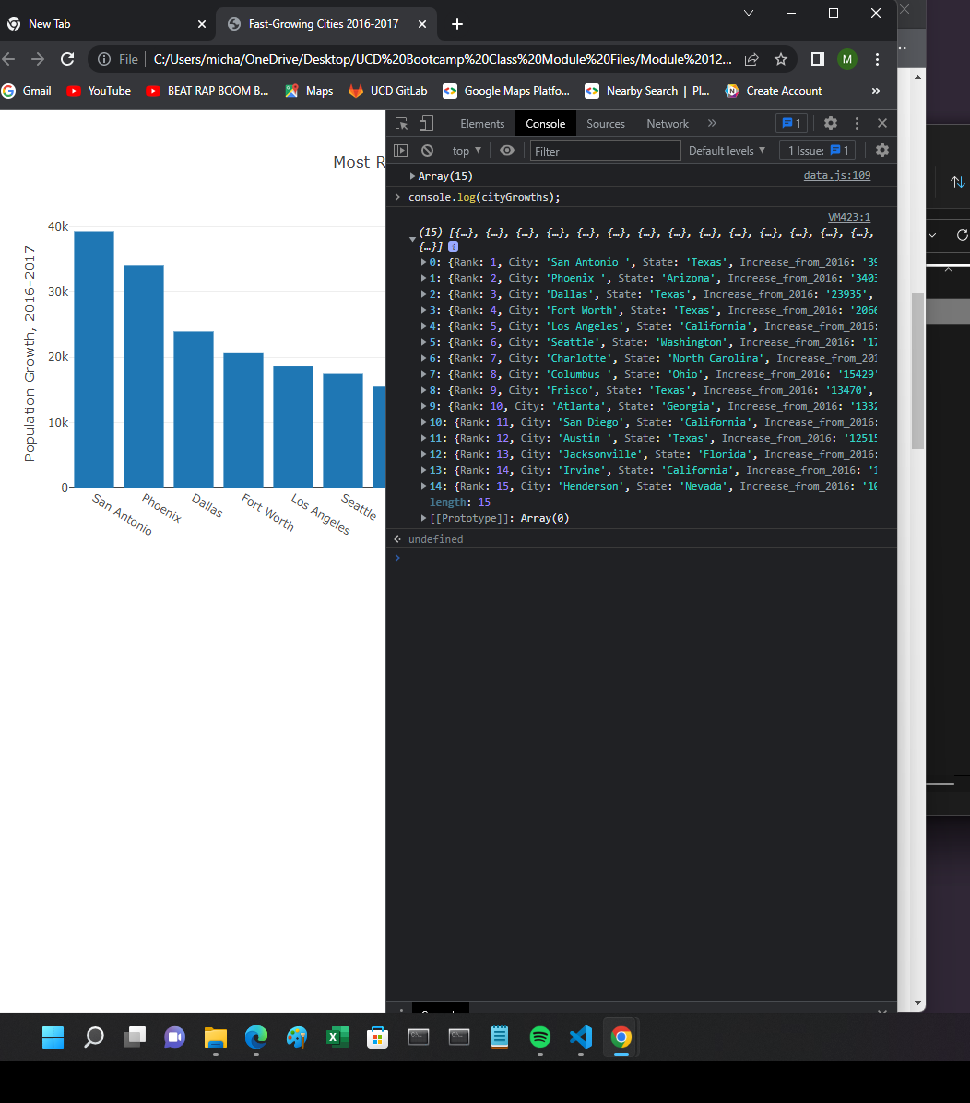 New Tab
Fast-Growing Cities 2016-2017
File
C:/Users/micha/OneDrive/Desktop/UCD%20Bootcamp%20Class%20Module%20Files/Module%2012...
M
Gmail
YouTube
BEAT RAP BOOM B...
Maps
UCD GitLab
Google Maps Platfo...
Nearby Search | Pl...
Create Account
»
Elements
Console
Sources
Network
»
1
top
Filter
Default levels
1 Issue: 1
Array(15)
data.js:109
console.log(cityGrowths);
VM423:1
(15) [{…}, {…}, {…}, {…}, {…}, {…}, {…}, {…}, {…}, {…}, {…}, {…}, {…}, {…},
{…}]
0: {Rank: 1, City: 'San Antonio ', State: 'Texas', Increase_from_2016: '39
1: {Rank: 2, City: 'Phoenix ', State: 'Arizona', Increase_from_2016: '3403
2: {Rank: 3, City: 'Dallas', State: 'Texas', Increase_from_2016: '23935',
3: {Rank: 4, City: 'Fort Worth', State: 'Texas', Increase_from_2016: '2066
4: {Rank: 5, City: 'Los Angeles', State: 'California', Increase_from_2016:
5: {Rank: 6, City: 'Seattle', State: 'Washington', Increase_from_2016: '17
6: {Rank: 7, City: 'Charlotte', State: 'North Carolina', Increase_from_201
7: {Rank: 8, City: 'Columbus ', State: 'Ohio', Increase_from_2016: '15429'
8: {Rank: 9, City: 'Frisco', State: 'Texas', Increase_from_2016: '13470',
9: {Rank: 10, City: 'Atlanta', State: 'Georgia', Increase_from_2016: '1332
10: {Rank: 11, City: 'San Diego', State: 'California', Increase_from_2016:
11: {Rank: 12, City: 'Austin ', State: 'Texas', Increase_from_2016: '12515
12: {Rank: 13, City: 'Jacksonville', State: 'Florida', Increase_from_2016:
13: {Rank: 14, City: 'Irvine', State: 'California', Increase_from_2016: '1
14: {Rank: 15, City: 'Henderson', State: 'Nevada', Increase_from_2016: '10
length: 15
[[Prototype]]: Array(0)
undefined
Most R
Population Growth, 2016-2017
40k
30k
20k
10k
0
San Antonio
Phoenix
Dallas
Fort Worth
Los Angeles
Seattle